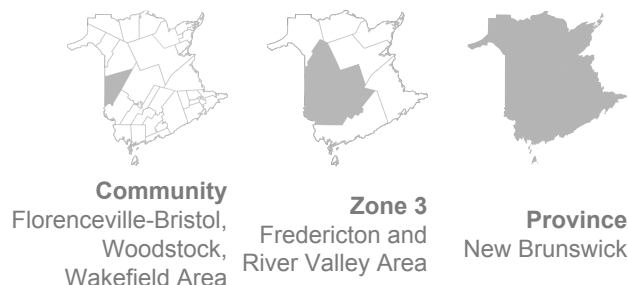 Community
Florenceville-Bristol,
Woodstock,
Wakefield Area
Zone 3
Fredericton and
River Valley Area
Province
New Brunswick